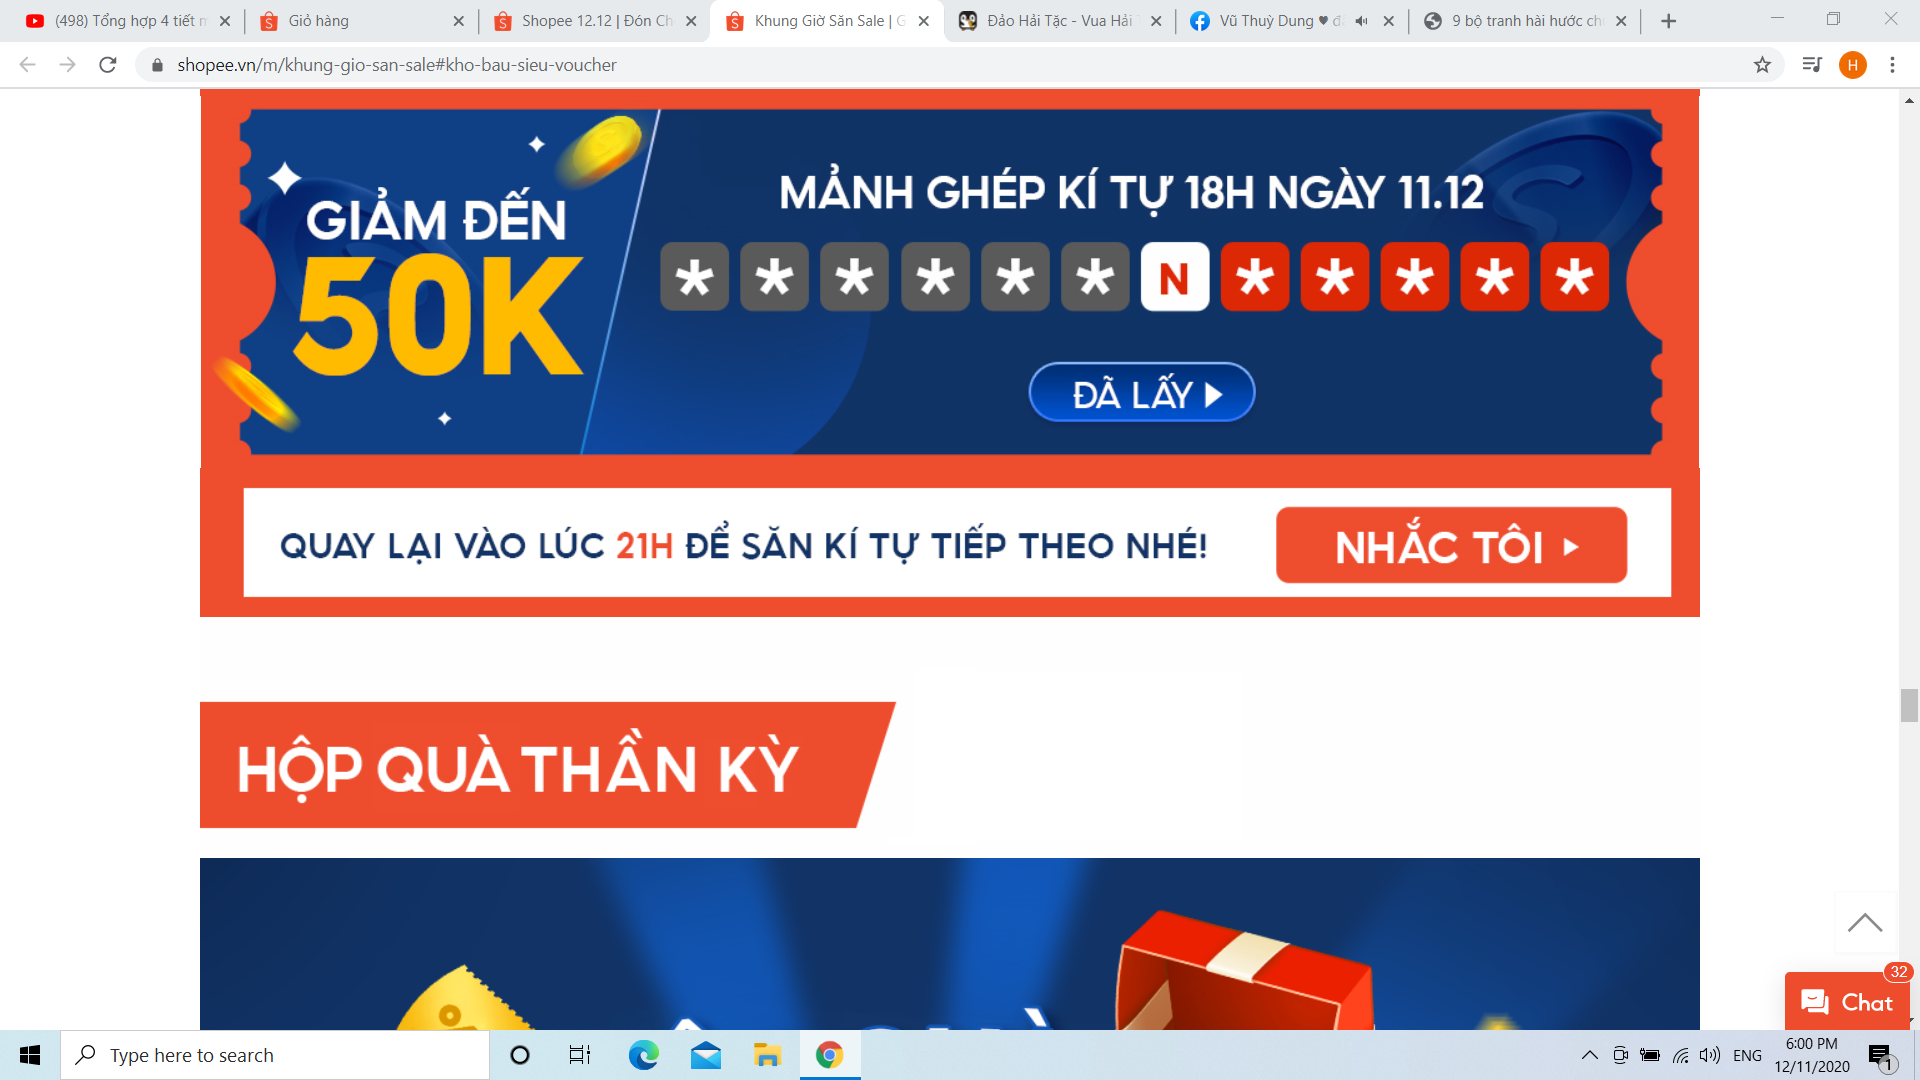 (498) Tổng hợp 4 tiết m
Giỏ hàng
Shopee 12.12 | Đón Ch
Khung Giờ Săn Sale | G
Đảo Hải Tặc - Vua Hải T
Vũ Thuỳ Dung ♥ đ
9 bộ tranh hài hước ch
shopee.vn/m/khung-gio-san-sale#kho-bau-sieu-voucher
H
GIẢM ĐẾN
50K
MẢNH GHÉP KÍ TỰ 18H NGÀY 11.12
* * * * * * N * * * * *
ĐÃ LẤY
QUAY LẠI VÀO LÚC 21H ĐỂ SĂN KÍ TỰ TIẾP THEO NHÉ!
NHẮC TÔI
HỘP QUÀ THẦN KỲ
32
Chat
Type here to search
ENG
6:00 PM
12/11/2020
1